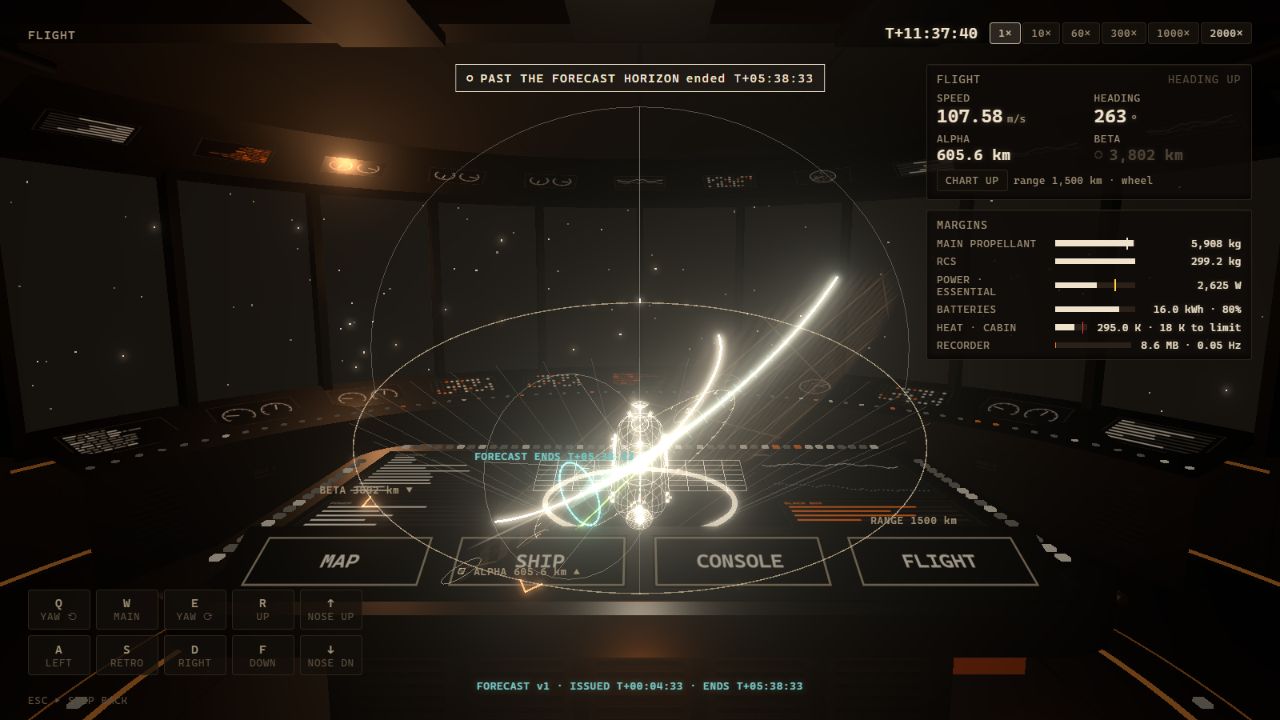 FLIGHT
T+11:37:40
1× 10× 60× 300× 1000× 2000×
PAST THE FORECAST HORIZON ended T+05:38:33
FLIGHT
HEADING UP
SPEED
HEADING
107.58 m/s
263 °
ALPHA
BETA
605.6 km
3,802 km
CHART UP
range 1,500 km · wheel
MARGINS
MAIN PROPELLANT
5,908 kg
RCS
299.2 kg
POWER ·
ESSENTIAL
2,625 W
BATTERIES
16.0 kWh · 80%
HEAT · CABIN
295.0 K · 18 K to limit
RECORDER
8.6 MB · 0.05 Hz
FORECAST ENDS
BETA 3802 km ▼
RANGE 1500 km
MAP
SHIP
CONSOLE
FLIGHT
ALPHA 605.6 km ▲
Q
YAW
W
MAIN
E
YAW
R
UP
↑
NOSE UP
A
LEFT
S
RETRO
D
RIGHT
F
DOWN
↓
NOSE DN
FORECAST v1 · ISSUED T+00:04:33 · ENDS T+05:38:33
ESC
BACK